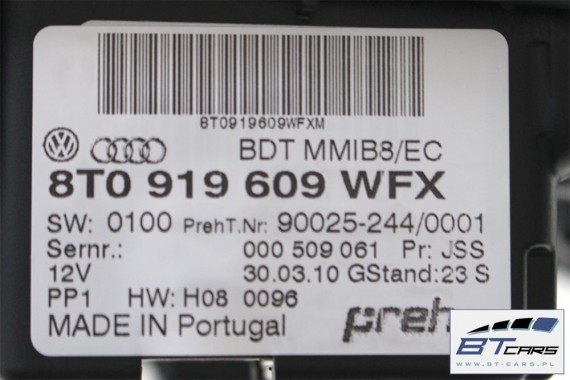 8T0919609WFXM
BDT MMIB8/EC
8T0 919 609 WFX
SW: 0100 PrehT.Nr: 90025-244/0001
Sernr.: 000 509 061 Pr: JSS
12V 30.03.10 GStand: 23 S
PP1 HW: H08 0096
MADE IN Portugal preh
BTCARS
WWW.BT-CARS.PL